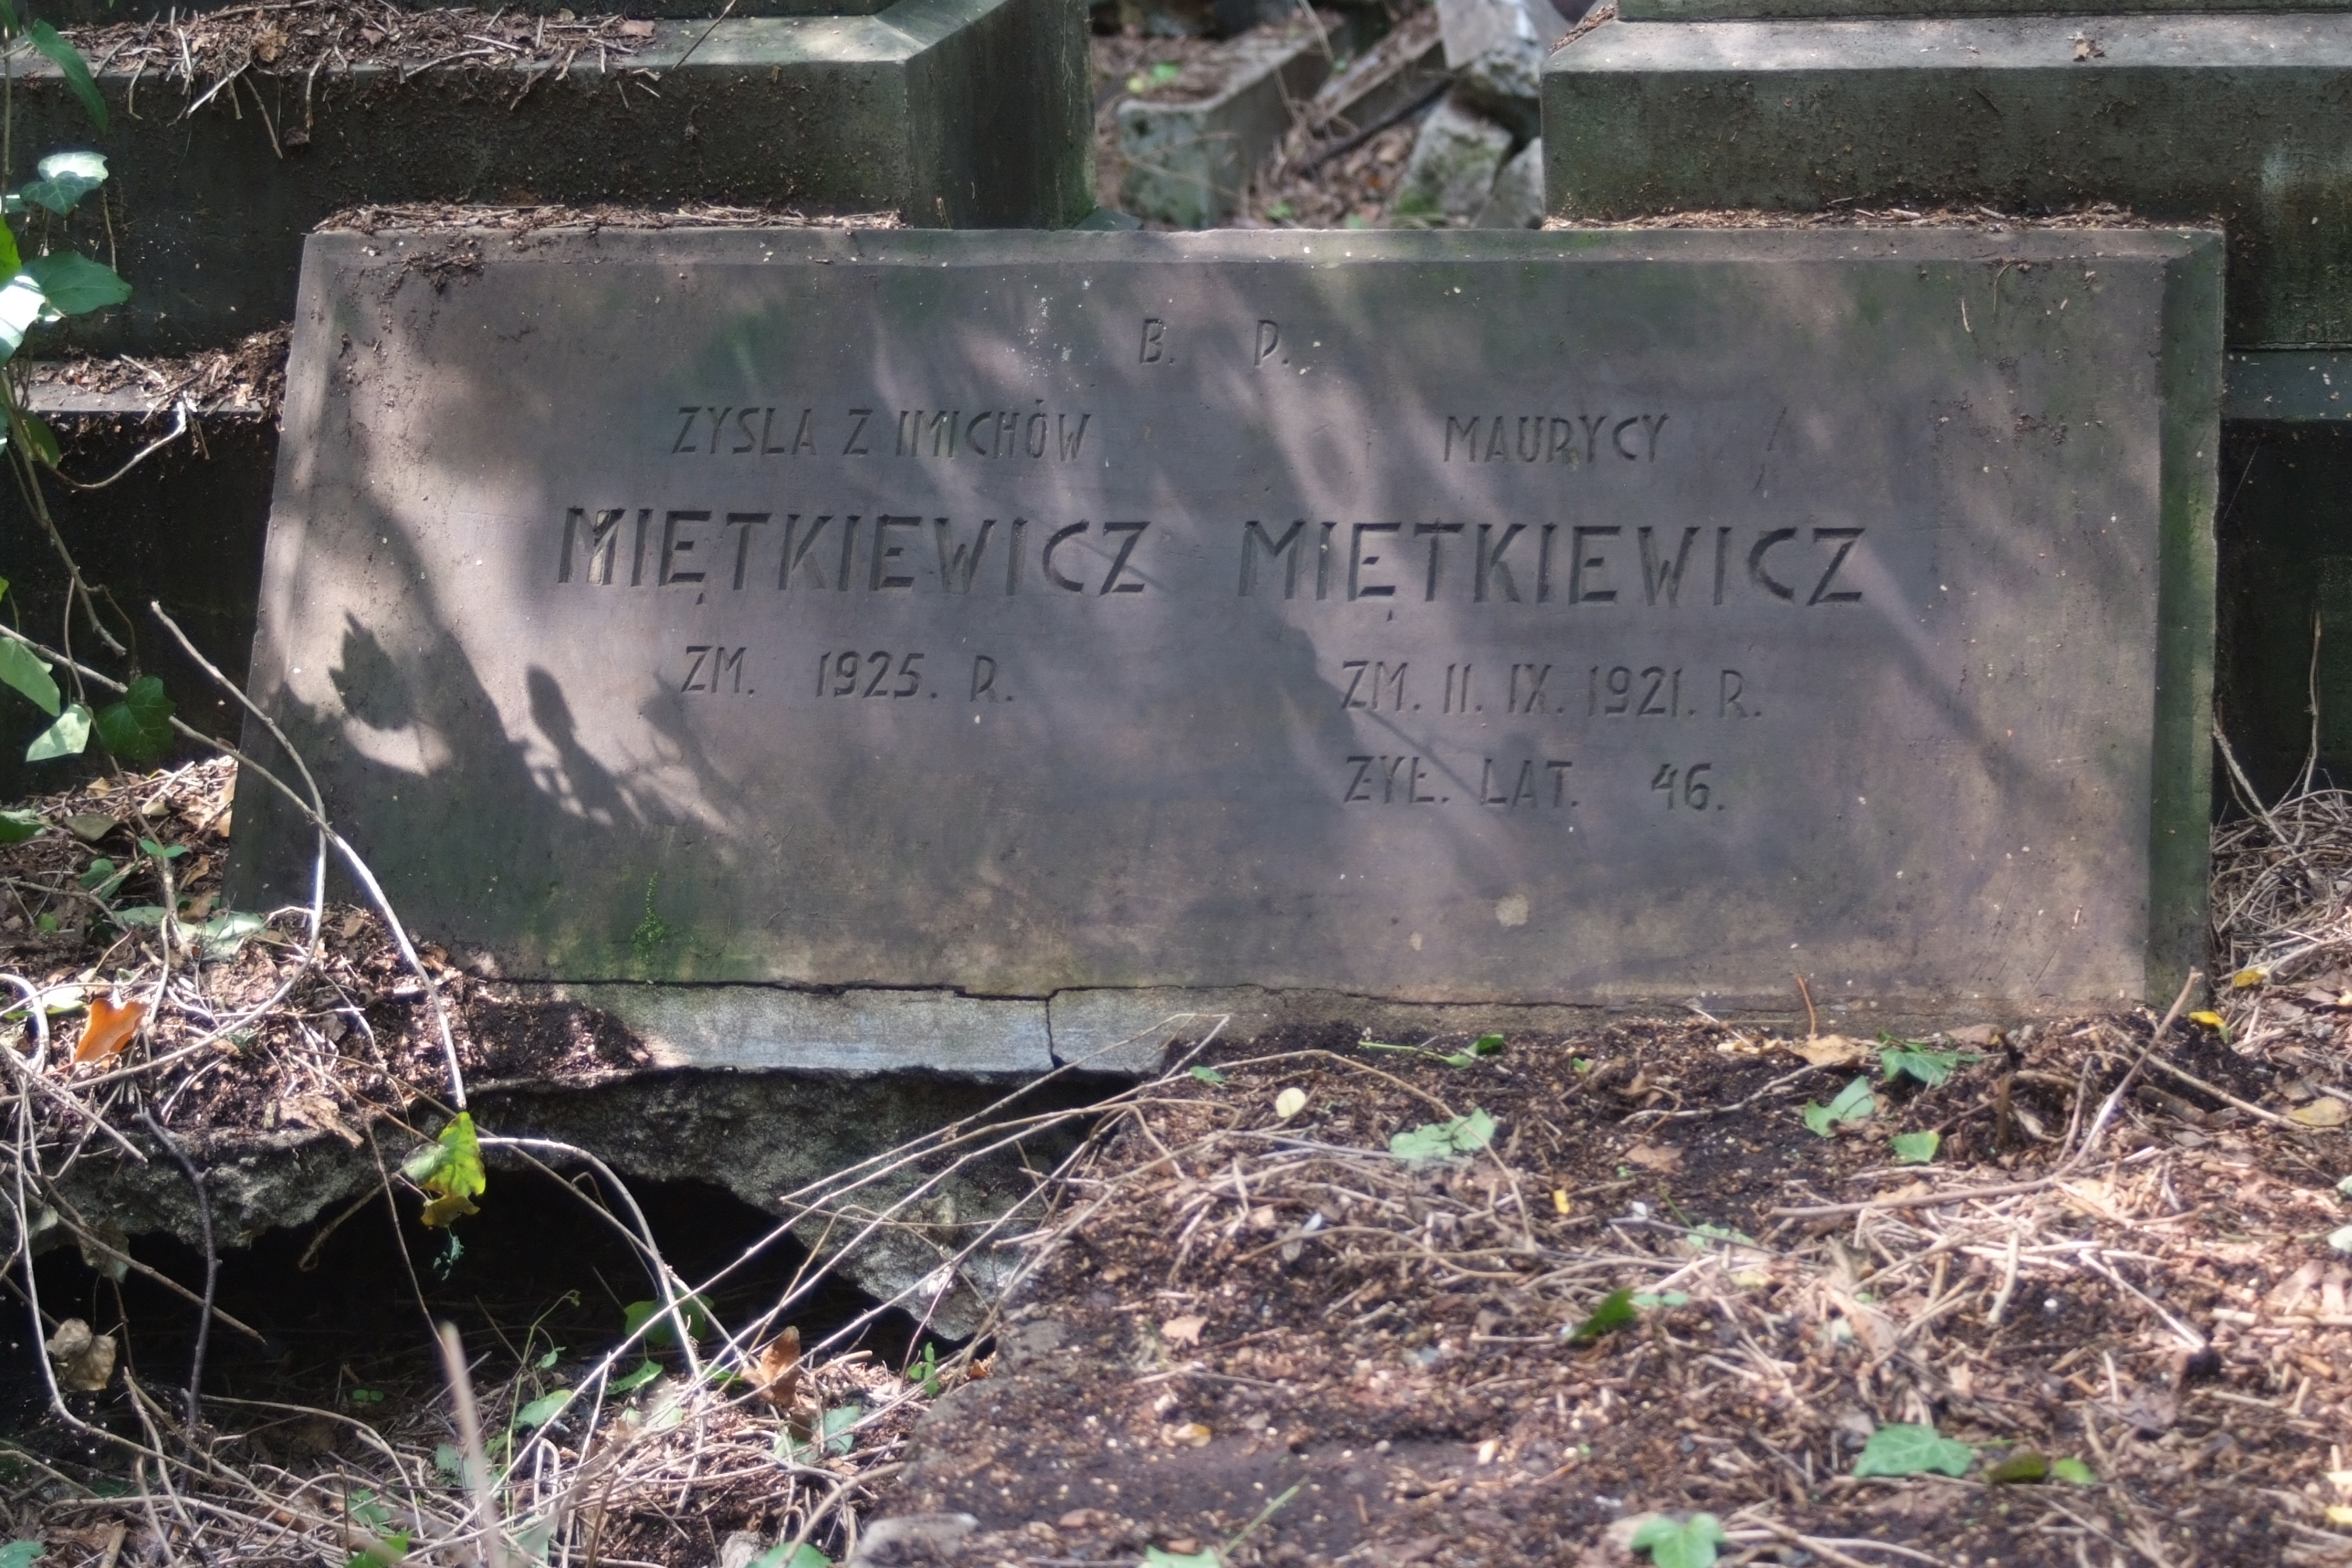 B. P.
ZYSLA Z IMICHÓW
MIĘTKIEWICZ
ZM. 1925. R.
MAURYCY
MIĘTKIEWICZ
ZM. 11. IX. 1921. R.
ŻYŁ. LAT. 46.